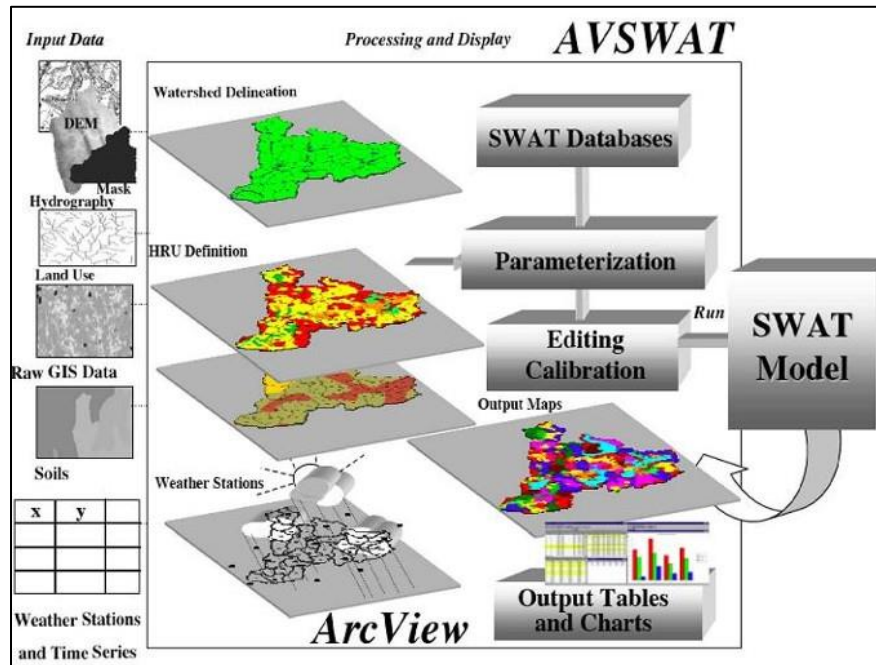 Input Data
Processing and Display
AVSWAT
DEM
Mask
Hydrography
Land Use
Raw GIS Data
Soils
x y
Weather Stations
and Time Series
Watershed Delineation
HRU Definition
Weather Stations
ArcView
SWAT Databases
Parameterization
Editing
Calibration
Run
SWAT
Model
Output Maps
Output Tables
and Charts